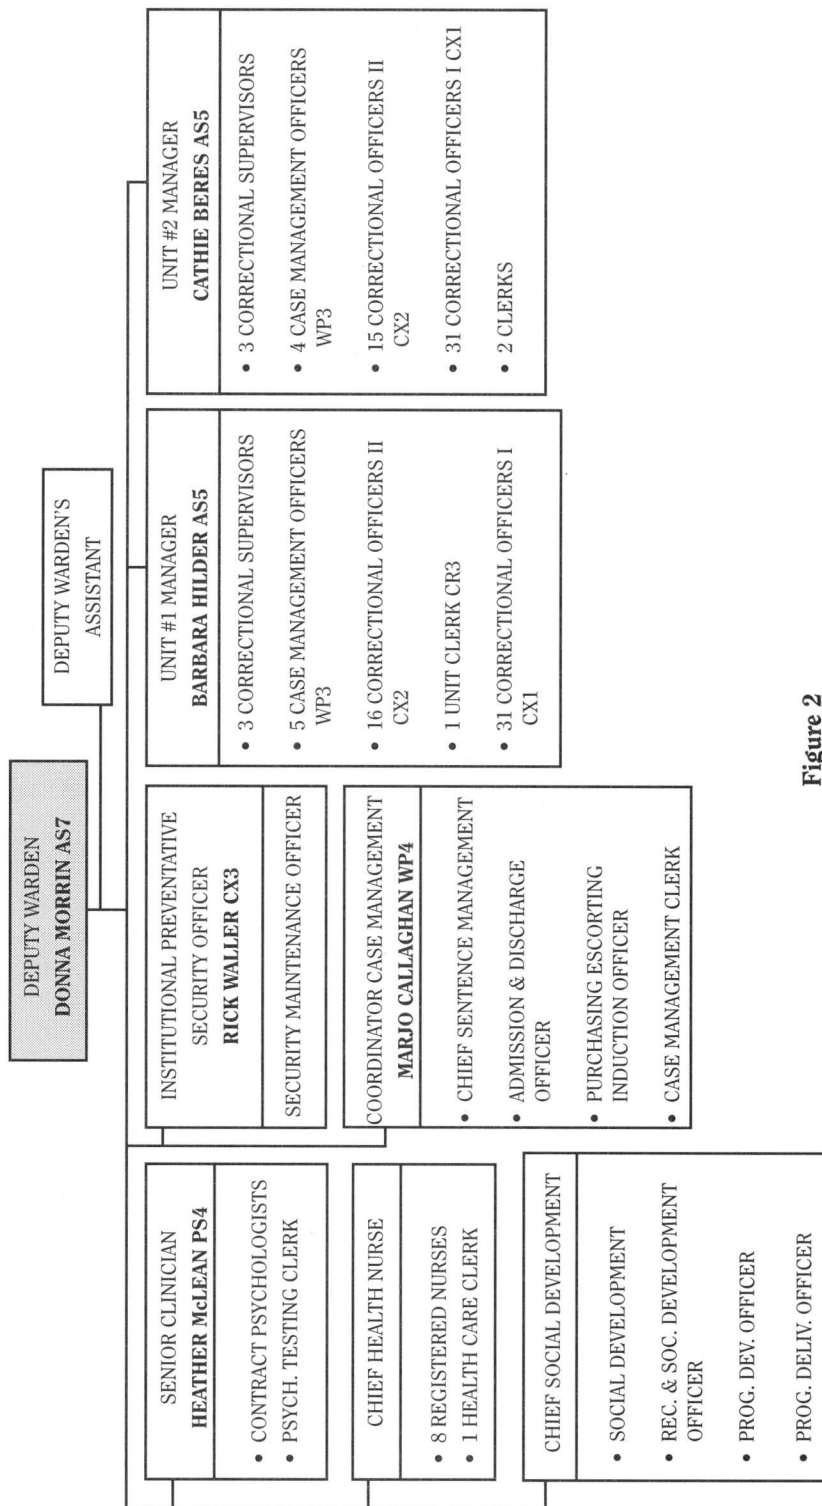 DEPUTY WARDEN
DONNA MORRIN AS7
DEPUTY WARDEN'S
ASSISTANT
SENIOR CLINICIAN
HEATHER McLEAN PS4
• CONTRACT PSYCHOLOGISTS
• PSYCH. TESTING CLERK
CHIEF HEALTH NURSE
• 8 REGISTERED NURSES
• 1 HEALTH CARE CLERK
CHIEF SOCIAL DEVELOPMENT
• SOCIAL DEVELOPMENT
• REC. & SOC. DEVELOPMENT
OFFICER
• PROG. DEV. OFFICER
• PROG. DELIV. OFFICER
INSTITUTIONAL PREVENTATIVE
SECURITY OFFICER
RICK WALLER CX3
SECURITY MAINTENANCE OFFICER
COORDINATOR CASE MANAGEMENT
MARJO CALLAGHAN WP4
• CHIEF SENTENCE MANAGEMENT
• ADMISSION & DISCHARGE
OFFICER
• PURCHASING ESCORTING
INDUCTION OFFICER
• CASE MANAGEMENT CLERK
UNIT #1 MANAGER
BARBARA HILDER AS5
• 3 CORRECTIONAL SUPERVISORS
• 5 CASE MANAGEMENT OFFICERS
WP3
• 16 CORRECTIONAL OFFICERS II
CX2
• 1 UNIT CLERK CR3
• 31 CORRECTIONAL OFFICERS I
CX1
UNIT #2 MANAGER
CATHIE BERES AS5
• 3 CORRECTIONAL SUPERVISORS
• 4 CASE MANAGEMENT OFFICERS
WP3
• 15 CORRECTIONAL OFFICERS II
CX2
• 31 CORRECTIONAL OFFICERS I CX1
• 2 CLERKS
Figure 2